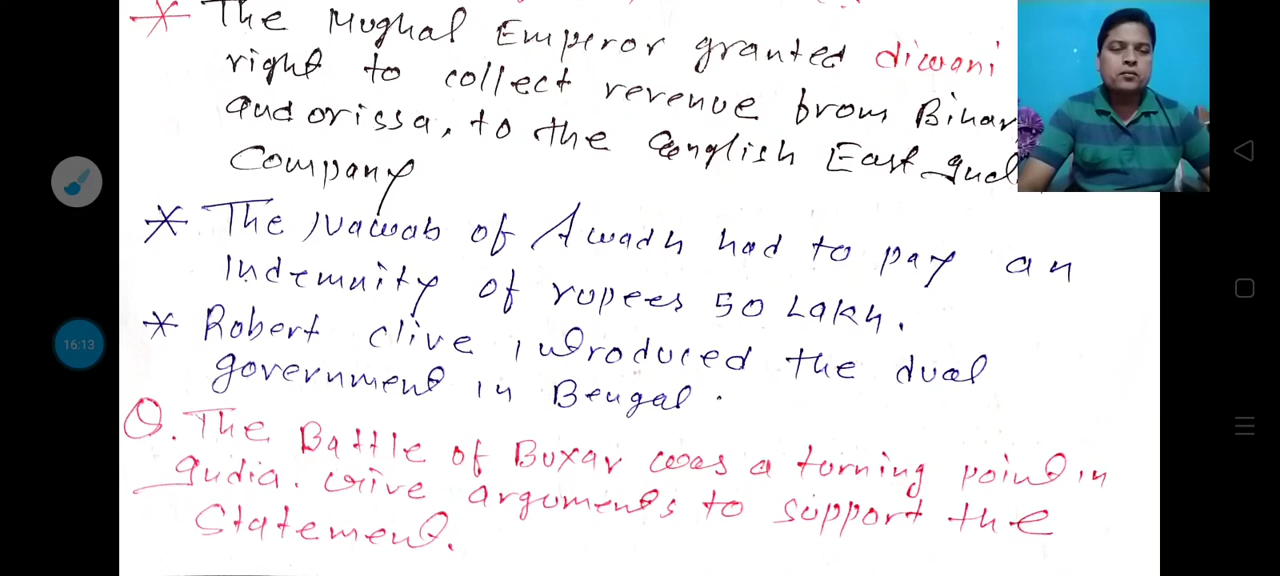 * The Mughal Emperor granted diwani
right to collect revenue from Bihar
and orissa, to the English East Ind
Company
* The Nawab of Awadh had to pay an
Indemnity of rupees 50 Lakh.
* Robert clive introduced the dual
government in Bengal.
Q. The Battle of Buxar was a turning point in
India. Give arguments to support the
Statement.
16:13